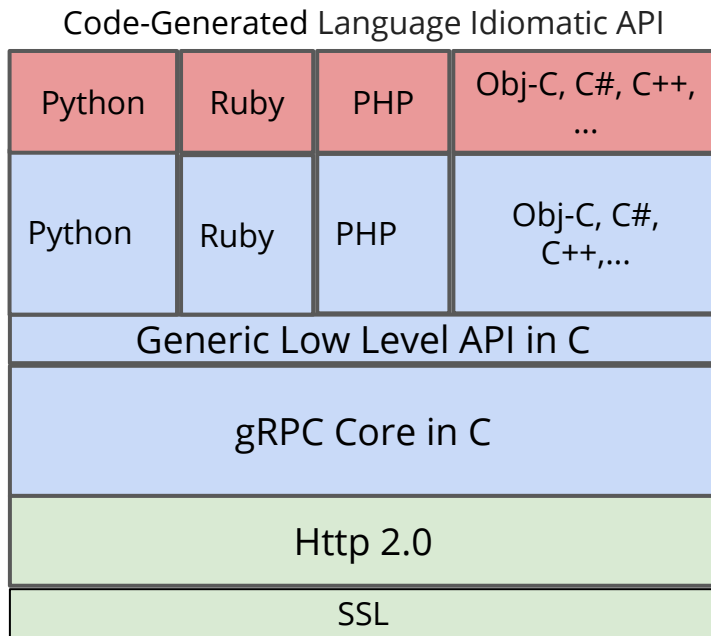 Code-Generated Language Idiomatic API
Python
Ruby
PHP
Obj-C, C#, C++,
...
Python
Ruby
PHP
Obj-C, C#,
C++,...
Generic Low Level API in C
gRPC Core in C
Http 2.0
SSL